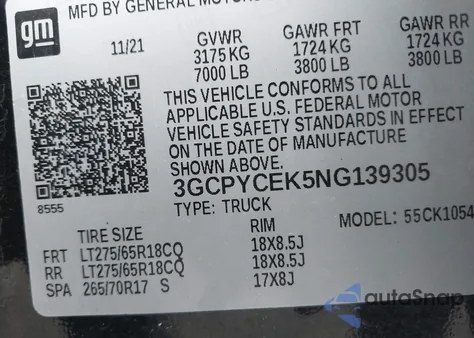 gm
MFD BY GENERAL MOTORS
11/21
GVWR GAWR FRT GAWR RR
3175 KG 1724 KG 1724 KG
7000 LB 3800 LB 3800 LB
THIS VEHICLE CONFORMS TO ALL
APPLICABLE U.S. FEDERAL MOTOR
VEHICLE SAFETY STANDARDS IN EFFECT
ON THE DATE OF MANUFACTURE
SHOWN ABOVE.
8555
3GCPYCEK5NG139305
TYPE: TRUCK
MODEL: 55CK1054
TIRE SIZE RIM
FRT LT275/65R18CQ 18X8.5J
RR LT275/65R18CQ 18X8.5J
SPA 265/70R17 S 17X8J
autoSnap